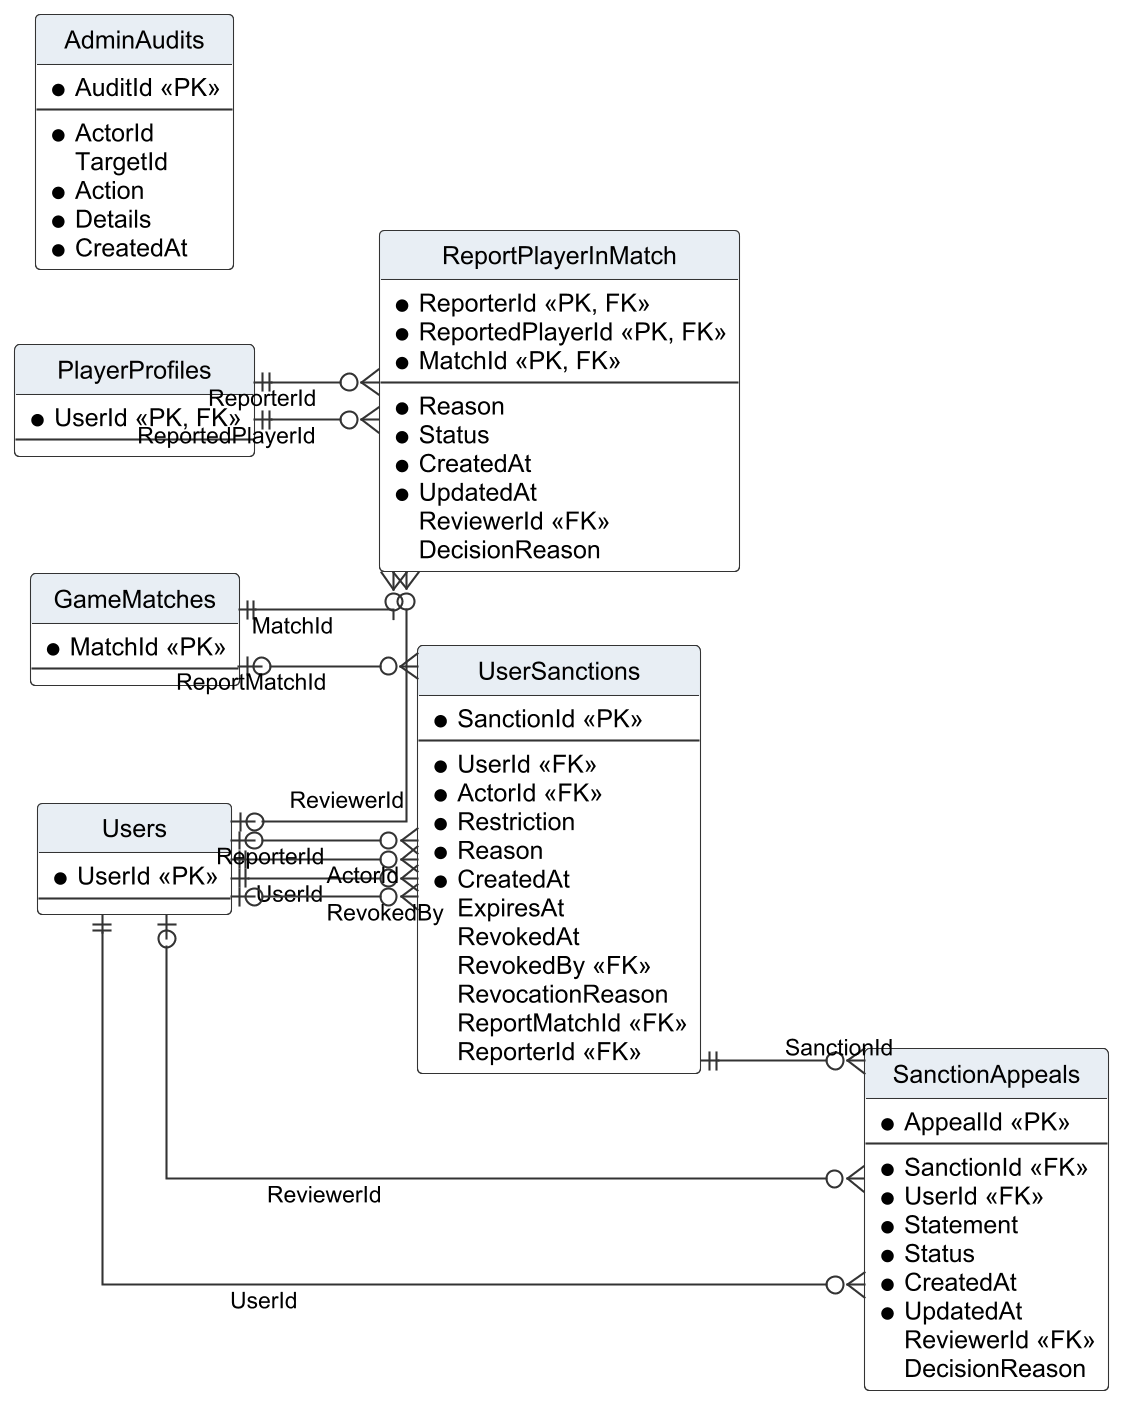 AdminAudits
AuditId «PK»
ActorId
TargetId
Action
Details
CreatedAt
ReportPlayerInMatch
ReporterId «PK, FK»
ReportedPlayerId «PK, FK»
MatchId «PK, FK»
Reason
Status
CreatedAt
UpdatedAt
ReviewerId «FK»
DecisionReason
PlayerProfiles
UserId «PK, FK»
ReporterId
ReportedPlayerId
GameMatches
MatchId «PK»
MatchId
ReportMatchId
UserSanctions
SanctionId «PK»
UserId «FK»
ActorId «FK»
Restriction
Reason
CreatedAt
ExpiresAt
RevokedAt
RevokedBy «FK»
RevocationReason
ReportMatchId «FK»
ReporterId «FK»
Users
UserId «PK»
ReviewerId
ReporterId
ActorId
UserId
RevokedBy
SanctionId
SanctionAppeals
AppealId «PK»
SanctionId «FK»
UserId «FK»
Statement
Status
CreatedAt
UpdatedAt
ReviewerId «FK»
DecisionReason
ReviewerId
UserId